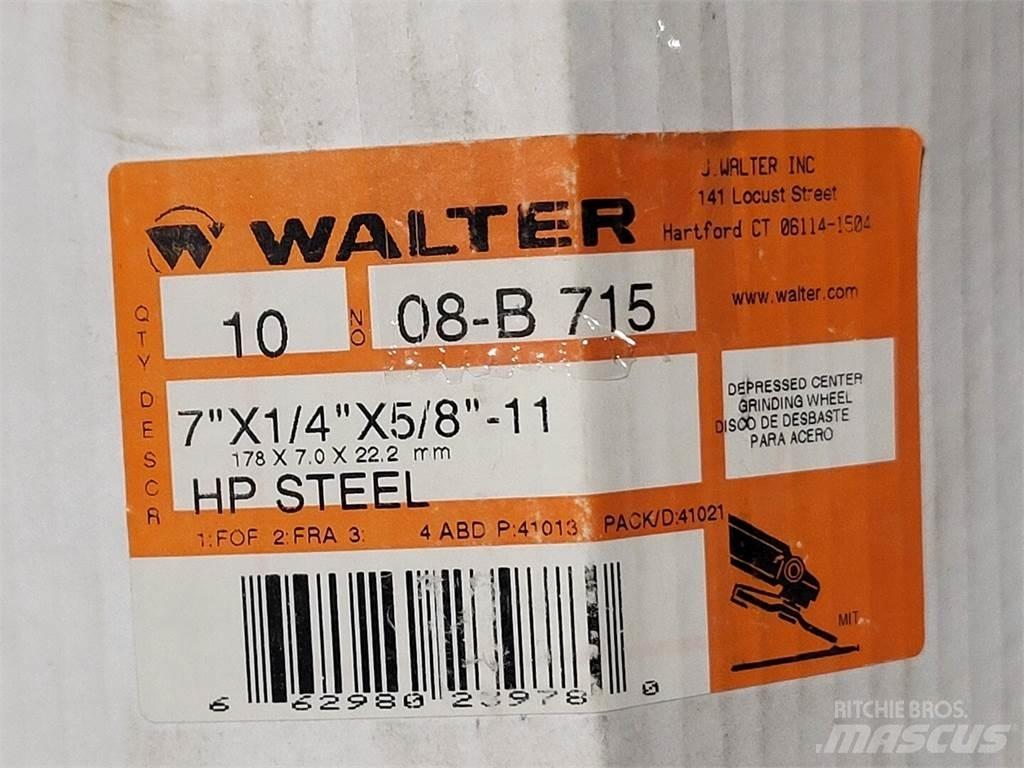 J. WALTER INC
141 Locust Street
Hartford CT 06114-1504
www.walter.com
WALTER
QTY
10
NO
08-B 715
DESCR
7"X1/4"X5/8"-11
178 X 7.0 X 22.2 mm
HP STEEL
1:FOF 2:FRA 3: 4 ABD P:41013 PACK/D:41021
DEPRESSED CENTER
GRINDING WHEEL
DISCO DE DESBASTE
PARA ACERO
MIT
6 62980 23978 0
RITCHIE BROS.
MASCUS